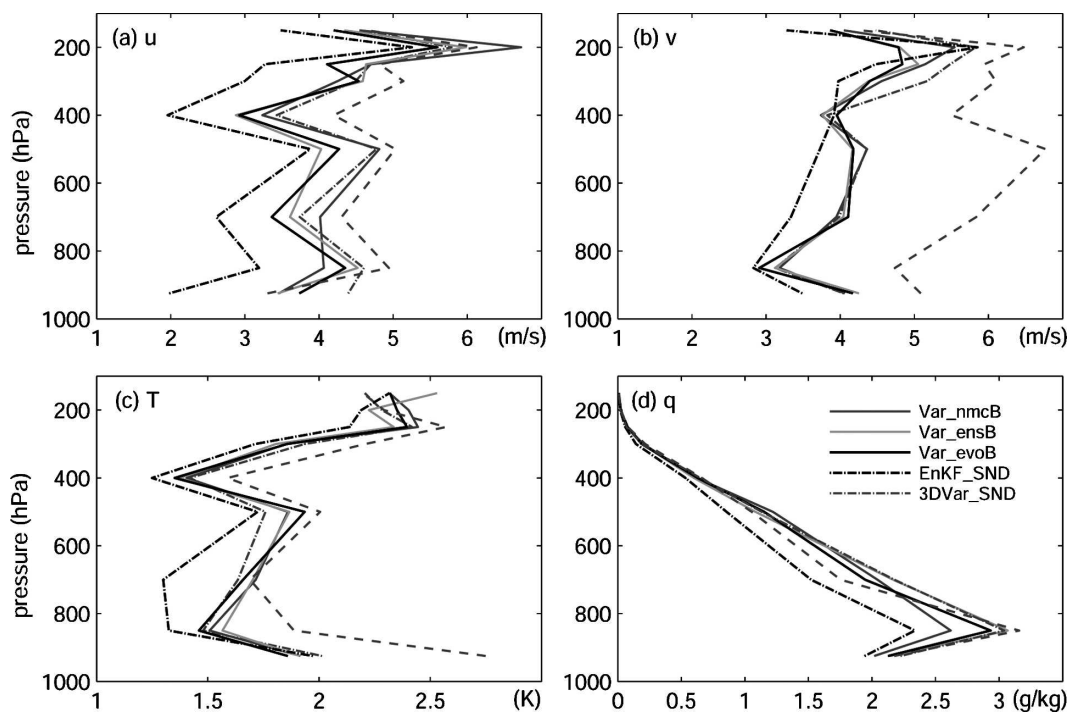 (a) u
(b) v
pressure (hPa)
200
400
600
800
1000
1
2
3
4
5
(m/s)
200
400
600
800
1000
1
2
3
4
5
6
(m/s)
(c) T
pressure (hPa)
200
400
600
800
1000
1
1.5
2
2.5
(K)
(d) q
Var_nmcB
Var_ensB
Var_evoB
EnKF_SND
3DVar_SND
200
400
600
800
1000
0
0.5
1
1.5
2
2.5
3
(g/kg)